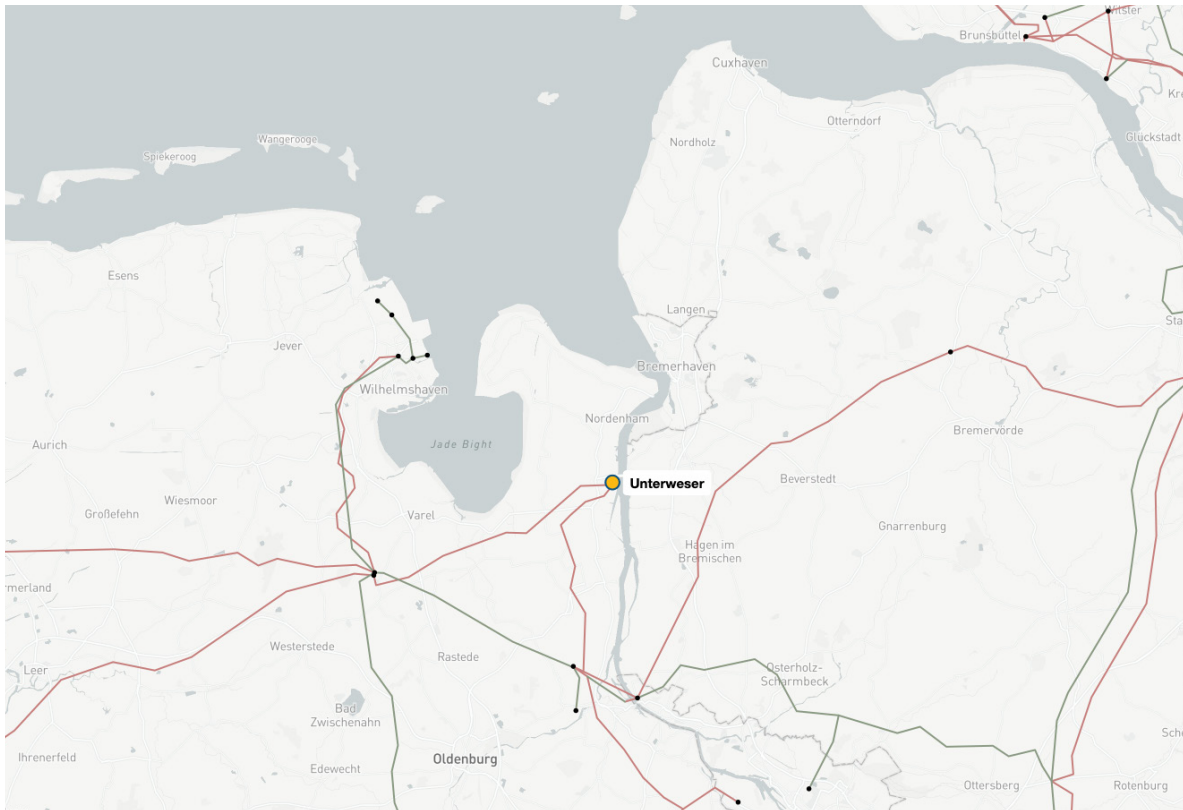 Wilster
Brunsbüttel
Cuxhaven
Otterndorf
Glückstadt
Nordholz
Wangerooge
Spiekeroog
Esens
Langen
Jever
Bremerhaven
Wilhelmshaven
Nordenham
Jade Bight
Aurich
Bremervörde
Unterweser
Beverstedt
Wiesmoor
Großefehn
Varel
Gnarrenburg
Hagen im
Bremischen
Leer
Westerstede
Rastede
Osterholz-
Scharmbeck
Bad
Zwischenahn
Ihrenerfeld
Oldenburg
Edewecht
Ottersberg
Rotenburg